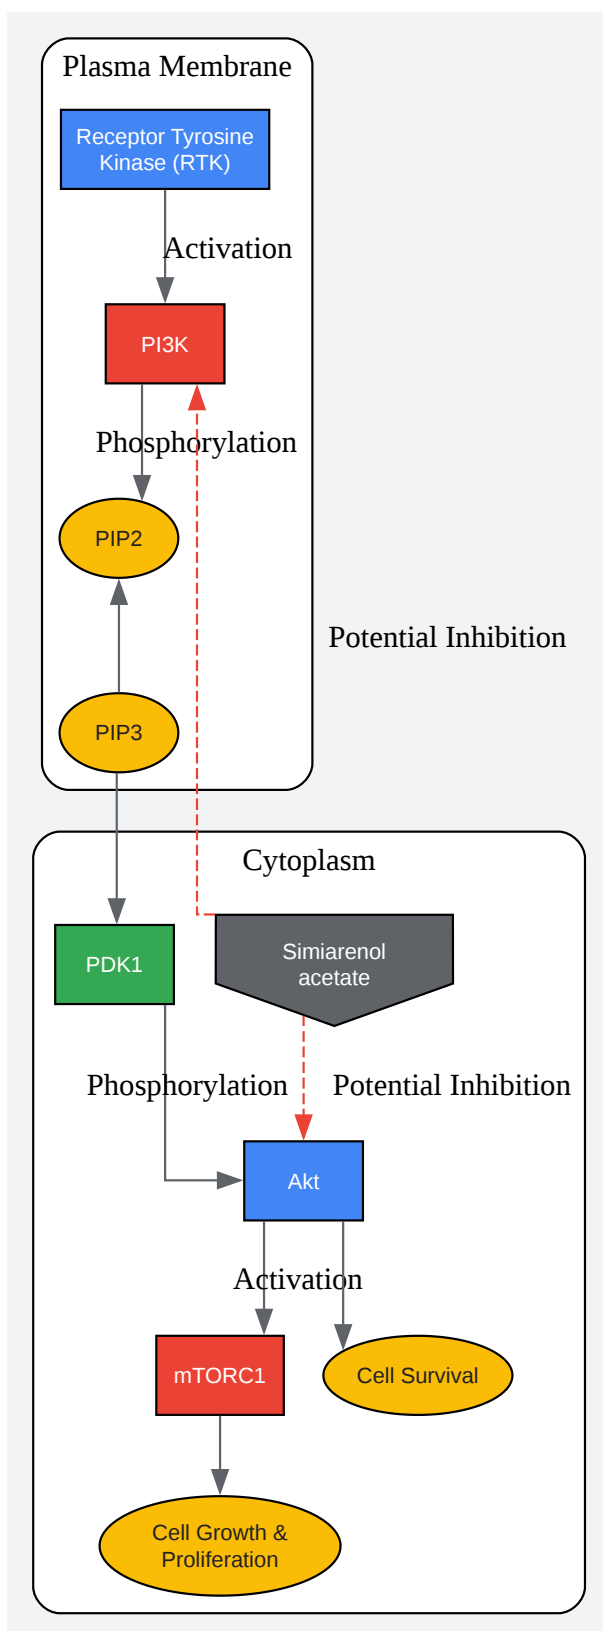 Plasma Membrane
Receptor Tyrosine
Kinase (RTK)
Activation
PI3K
Phosphorylation
PIP2
Potential Inhibition
PIP3
Cytoplasm
Simiarenol
acetate
PDK1
Phosphorylation
Potential Inhibition
Akt
Activation
mTORC1
Cell Survival
Cell Growth &
Proliferation